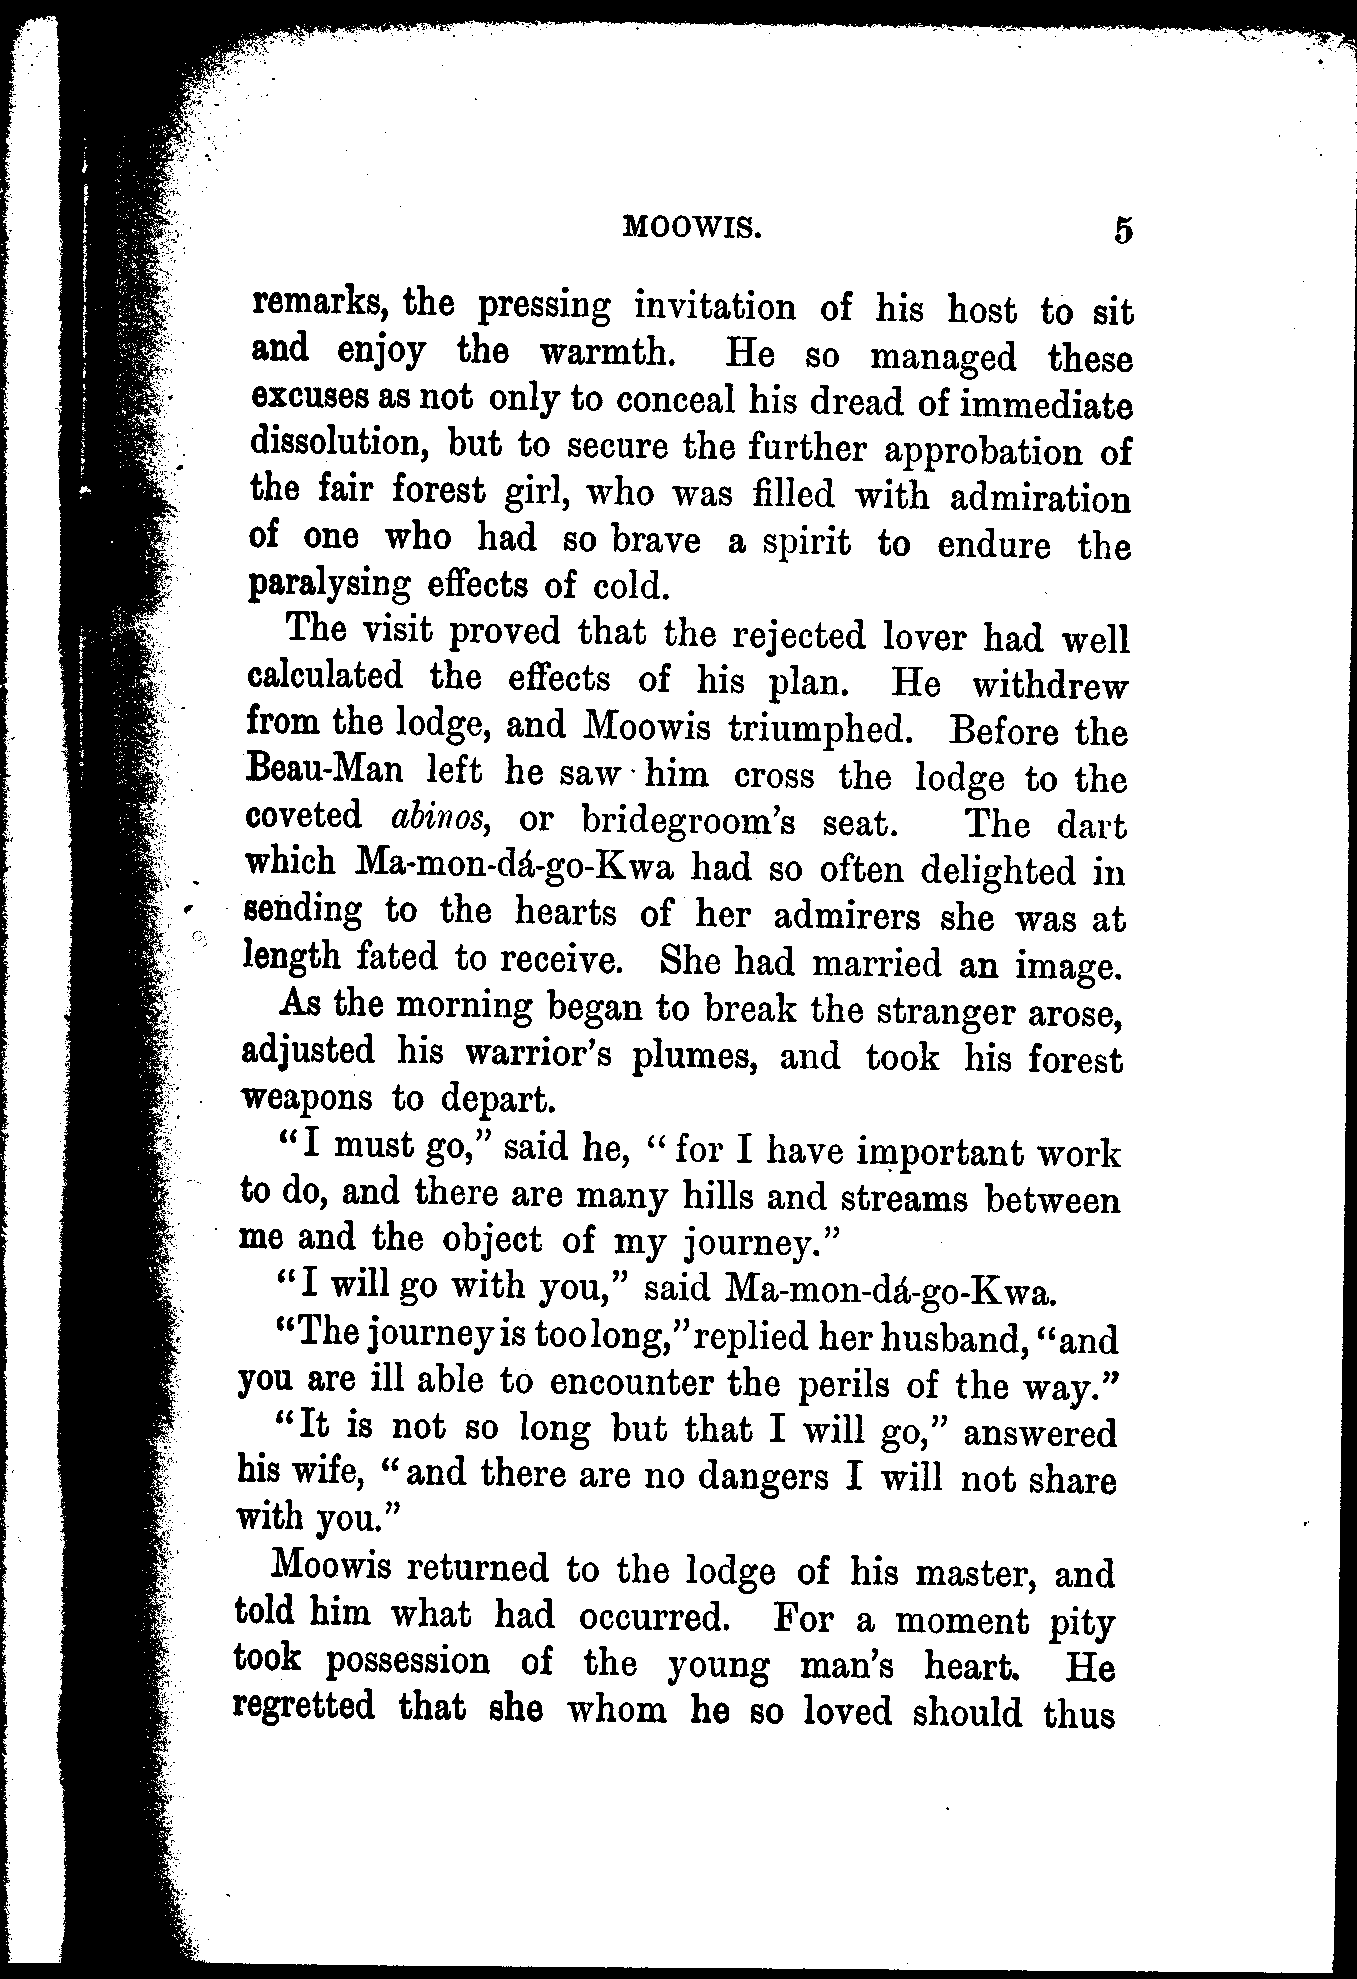 MOOWIS. 5
remarks, the pressing invitation of his host to sit
and enjoy the warmth. He so managed these
excuses as not only to conceal his dread of immediate
dissolution, but to secure the further approbation of
the fair forest girl, who was filled with admiration
of one who had so brave a spirit to endure the
paralysing effects of cold.
The visit proved that the rejected lover had well
calculated the effects of his plan. He withdrew
from the lodge, and Moowis triumphed. Before the
Beau-Man left he saw him cross the lodge to the
coveted abinos, or bridegroom's seat. The dart
which Ma-mon-dá-go-Kwa had so often delighted in
sending to the hearts of her admirers she was at
length fated to receive. She had married an image.
As the morning began to break the stranger arose,
adjusted his warrior's plumes, and took his forest
weapons to depart.
"I must go," said he, "for I have important work
to do, and there are many hills and streams between
me and the object of my journey."
"I will go with you," said Ma-mon-dá-go-Kwa.
"The journey is too long," replied her husband, "and
you are ill able to encounter the perils of the way."
"It is not so long but that I will go," answered
his wife, "and there are no dangers I will not share
with you."
Moowis returned to the lodge of his master, and
told him what had occurred. For a moment pity
took possession of the young man's heart. He
regretted that she whom he so loved should thus